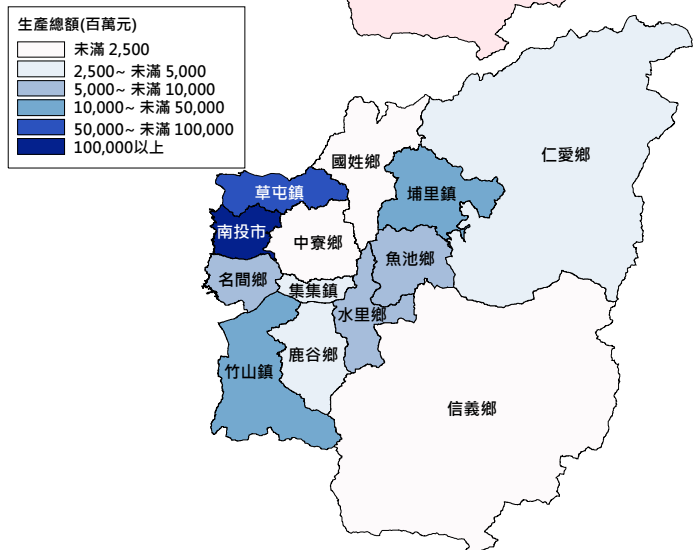 生產總額(百萬元)
未滿 2,500
2,500~ 未滿 5,000
5,000~ 未滿 10,000
10,000~ 未滿 50,000
50,000~ 未滿 100,000
100,000以上
仁愛鄉
國姓鄉
草屯鎮
埔里鎮
南投市
中寮鄉
魚池鄉
名間鄉
集集鎮
水里鄉
鹿谷鄉
竹山鎮
信義鄉